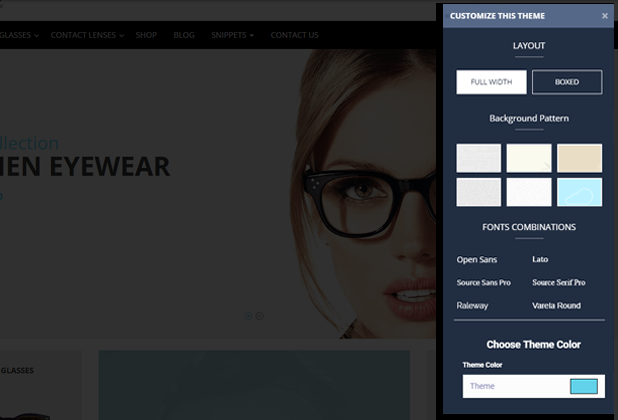 CUSTOMIZE THIS THEME ×
GLASSES CONTACT LENSES SHOP BLOG SNIPPETS CONTACT US
LAYOUT
FULL WIDTH BOXED
Background Pattern
llection
EN EYEWEAR
FONTS COMBINATIONS
Open Sans Lato
Source Sans Pro Source Serif Pro
Raleway Varela Round
Choose Theme Color
Theme Color
GLASSES
Theme